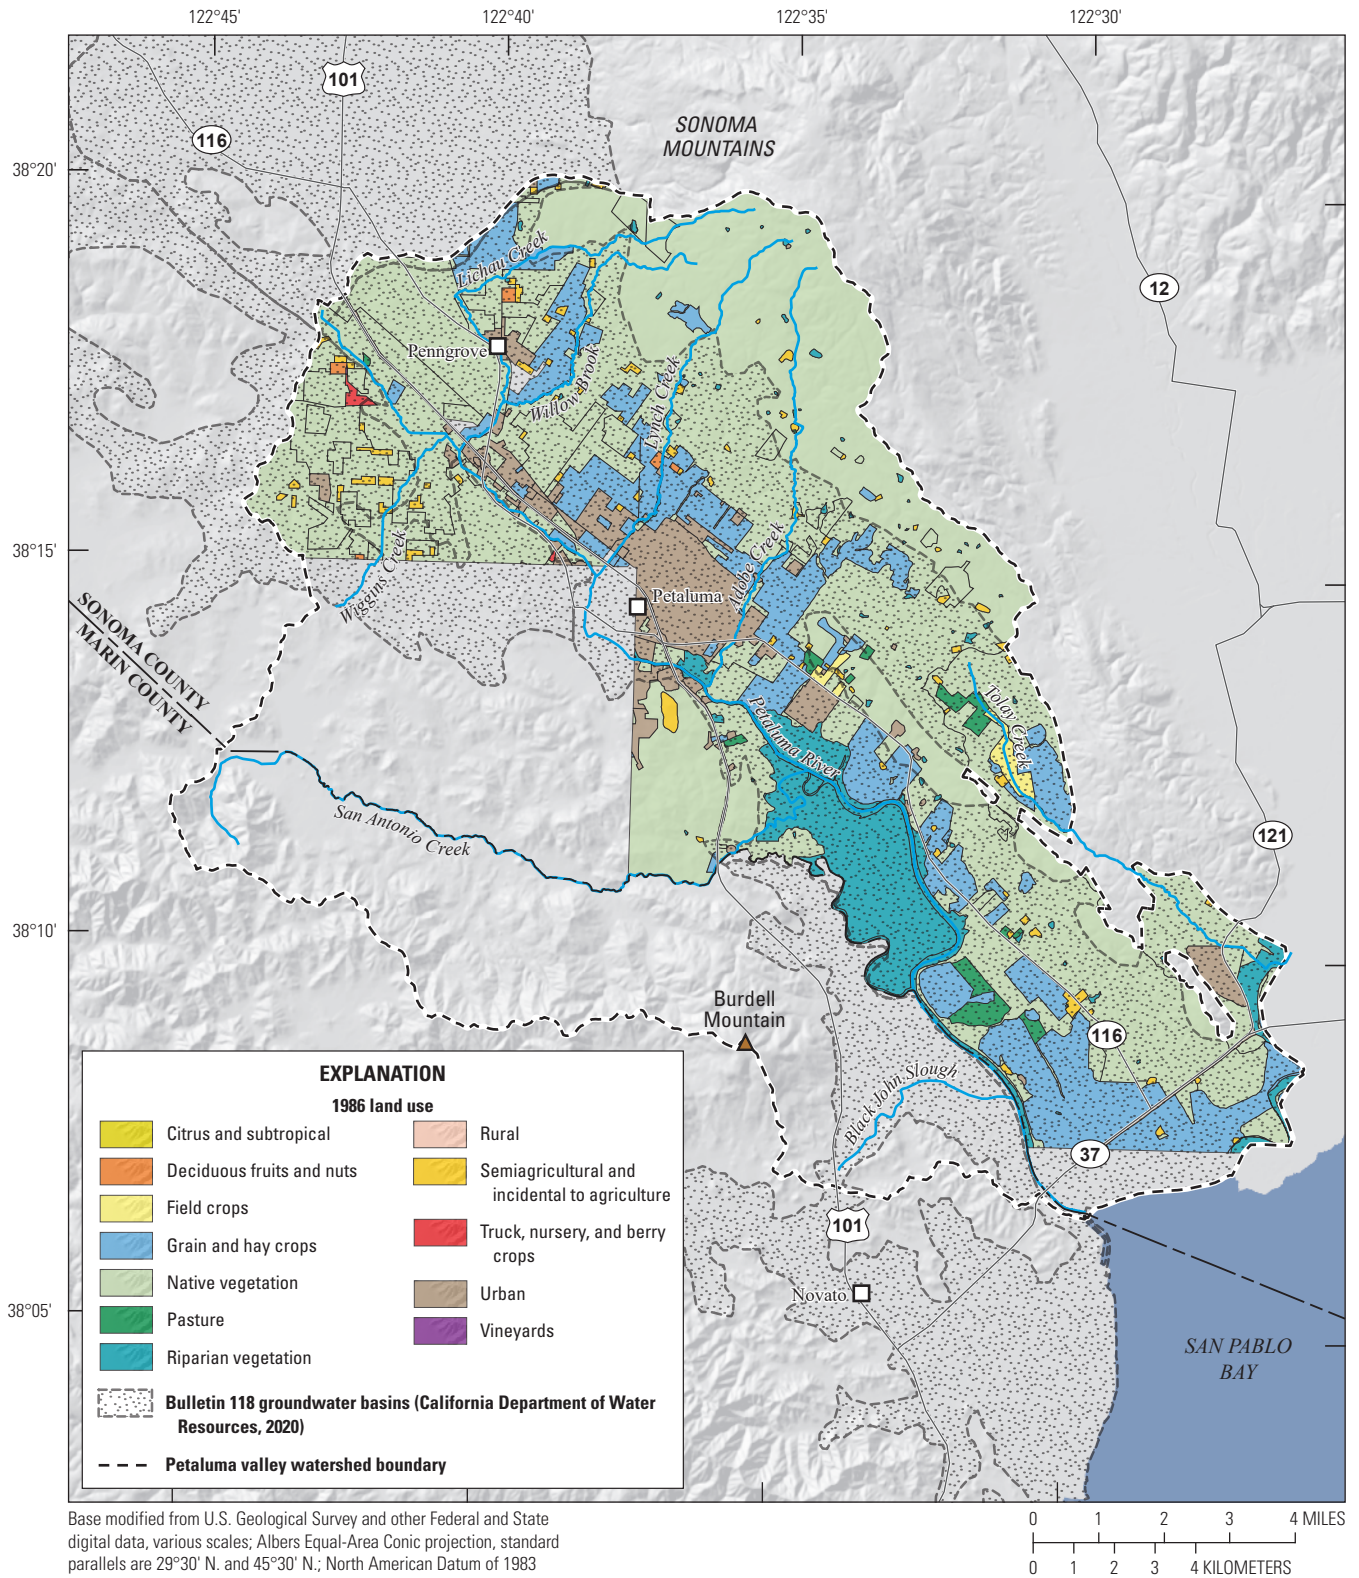 122°45'
122°40'
122°35'
122°30'
101
116
SONOMA
MOUNTAINS
38°20'
12
Lichau Creek
Penngrove
Willow Brook
Lynch Creek
38°15'
Wiggins Creek
Adobe Creek
Petaluma
SONOMA COUNTY
MARIN COUNTY
Tolay Creek
Petaluma River
San Antonio Creek
121
38°10'
Burdell
Mountain
116
Black John Slough
37
101
Novato
38°05'
SAN PABLO
BAY
EXPLANATION
1986 land use
Citrus and subtropical
Deciduous fruits and nuts
Field crops
Grain and hay crops
Native vegetation
Pasture
Riparian vegetation
Rural
Semiagricultural and
incidental to agriculture
Truck, nursery, and berry
crops
Urban
Vineyards
Bulletin 118 groundwater basins (California Department of Water
Resources, 2020)
Petaluma valley watershed boundary
Base modified from U.S. Geological Survey and other Federal and State
digital data, various scales; Albers Equal-Area Conic projection, standard
parallels are 29°30' N. and 45°30' N.; North American Datum of 1983
0 1 2 3 4 MILES
0 1 2 3 4 KILOMETERS